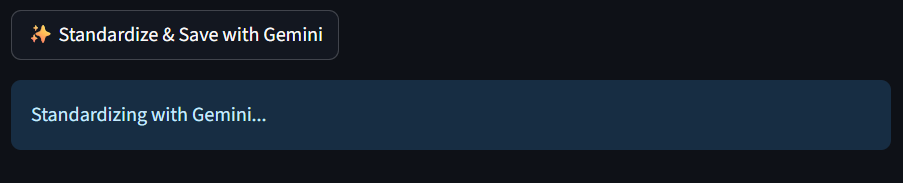 ✨ Standardize & Save with Gemini
Standardizing with Gemini...